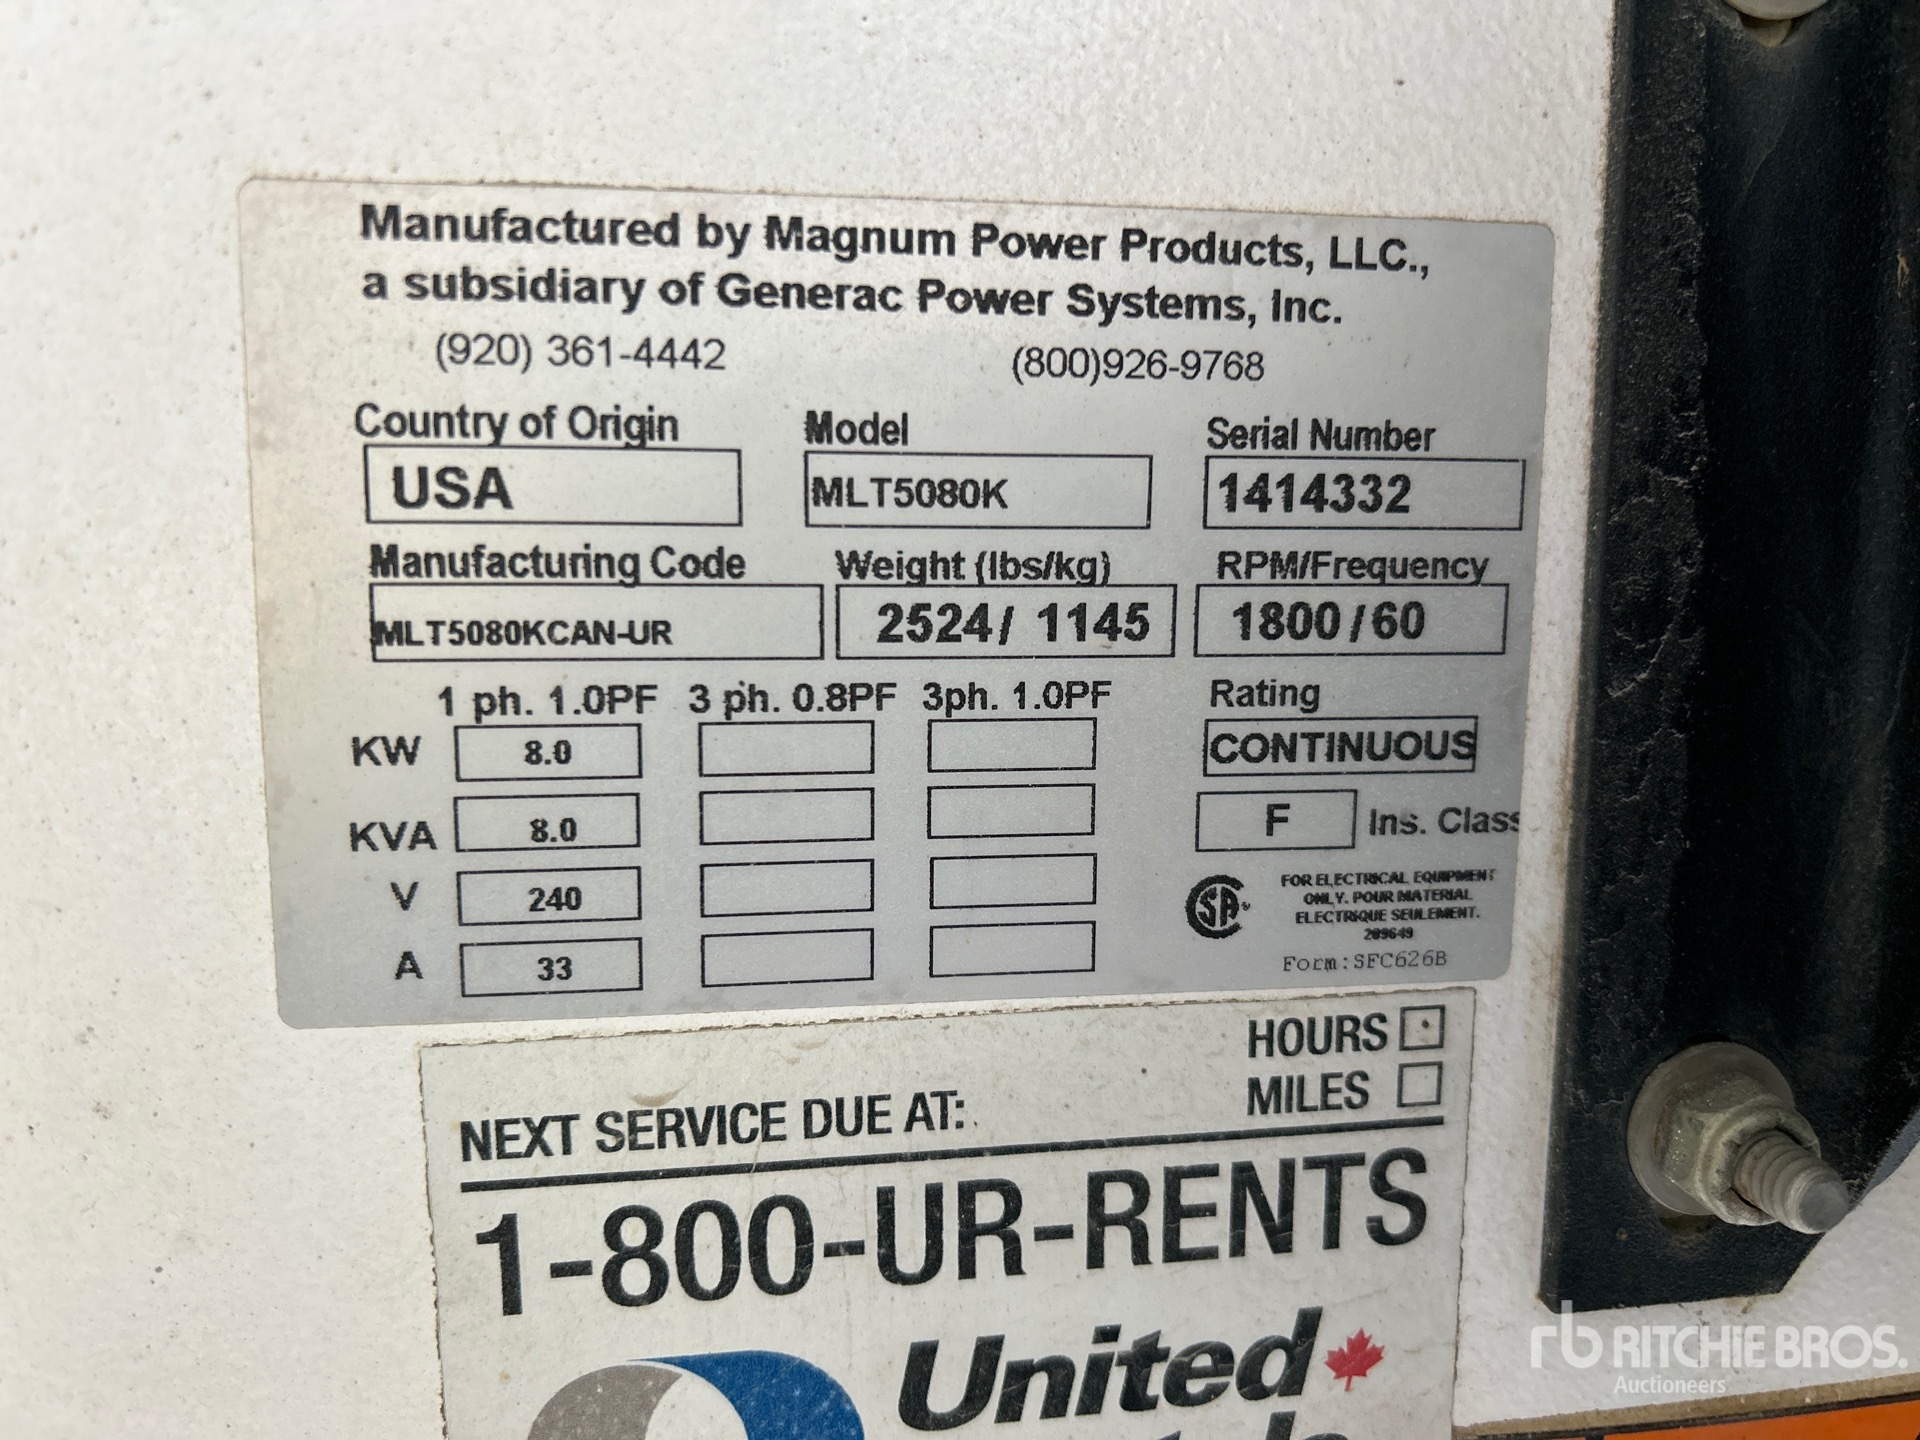 Manufactured by Magnum Power Products, LLC.,
a subsidiary of Generac Power Systems, Inc.
(920) 361-4442 (800)926-9768
Country of Origin Model Serial Number
USA MLT5080K 1414332
Manufacturing Code Weight (lbs/kg) RPM/Frequency
MLT5080KCAN-UR 2524/ 1145 1800/60
1 ph. 1.0PF 3 ph. 0.8PF 3ph. 1.0PF Rating
KW 8.0 CONTINUOUS
KVA 8.0 F Ins. Class
V 240
A 33
SA
FOR ELECTRICAL EQUIPMENT
ONLY. POUR MATERIAL
ELECTRIQUE SEULEMENT.
209649
Form:SFC626B
HOURS
MILES
NEXT SERVICE DUE AT:
1-800-UR-RENTS
United
rb RITCHIE BROS.
Auctioneers